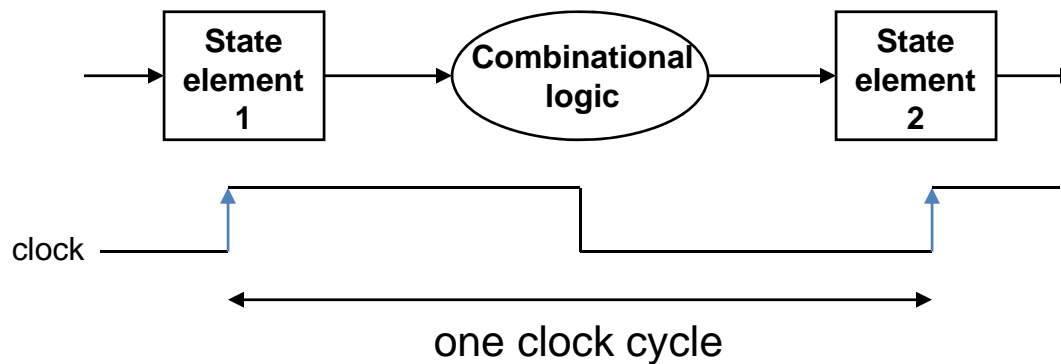 State
element
1
Combinational
logic
State
element
2
clock
one clock cycle